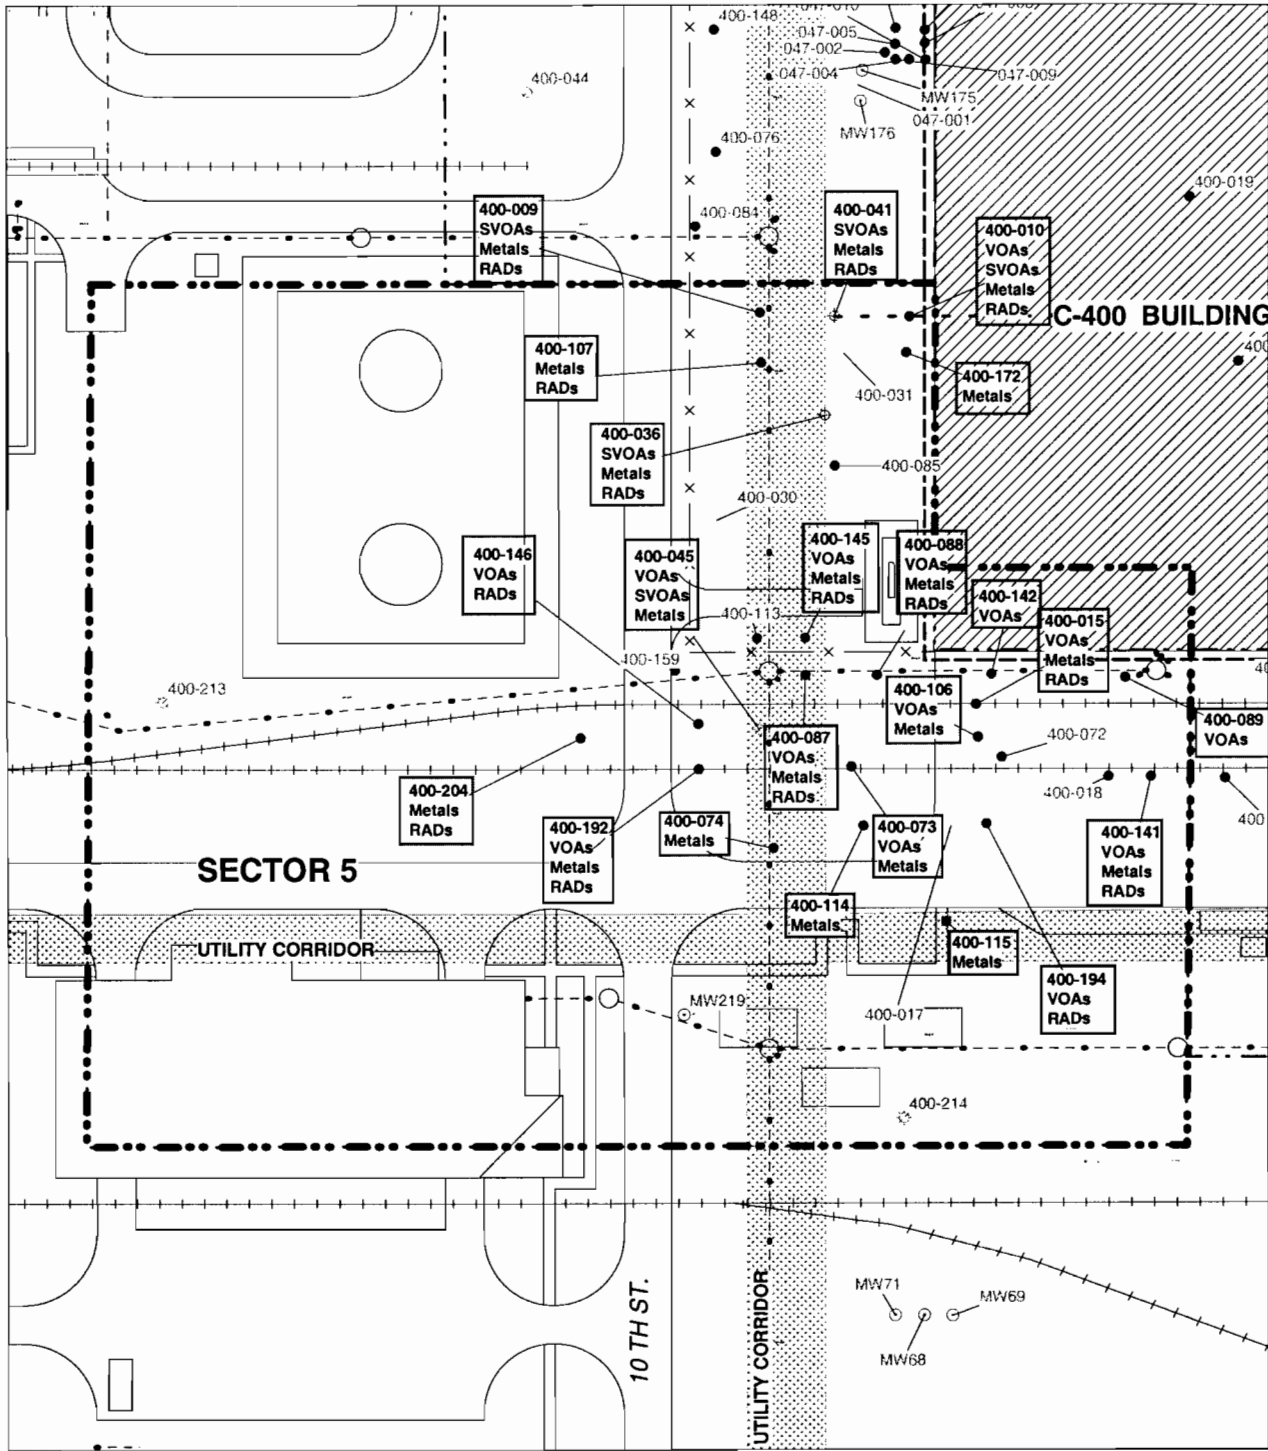 400-148
047-005
047-002
047-004
047-009
MW175
047-001
MW176
400-044
400-076
400-019
400-084
400-009
SVOAs
Metals
RADs
400-041
SVOAs
Metals
RADs
400-010
VOAs
SVOAs
Metals
RADs
C-400 BUILDING
400-107
Metals
RADs
400-172
Metals
400-031
400-036
SVOAs
Metals
RADs
400-085
400-030
400-146
VOAs
RADs
400-045
VOAs
SVOAs
Metals
400-145
VOAs
Metals
RADs
400-088
VOAs
Metals
RADs
400-142
VOAs
400-015
VOAs
Metals
RADs
400-113
400-159
400-213
400-106
VOAs
Metals
400-089
VOAs
400-087
VOAs
Metals
RADs
400-072
400-018
400-204
Metals
RADs
400-192
VOAs
Metals
RADs
400-074
Metals
400-073
VOAs
Metals
400-141
VOAs
Metals
RADs
SECTOR 5
400-114
Metals
UTILITY CORRIDOR
400-115
Metals
400-194
VOAs
RADs
MW219
400-017
400-214
10 TH ST.
UTILITY CORRIDOR
MW71
MW69
MW68